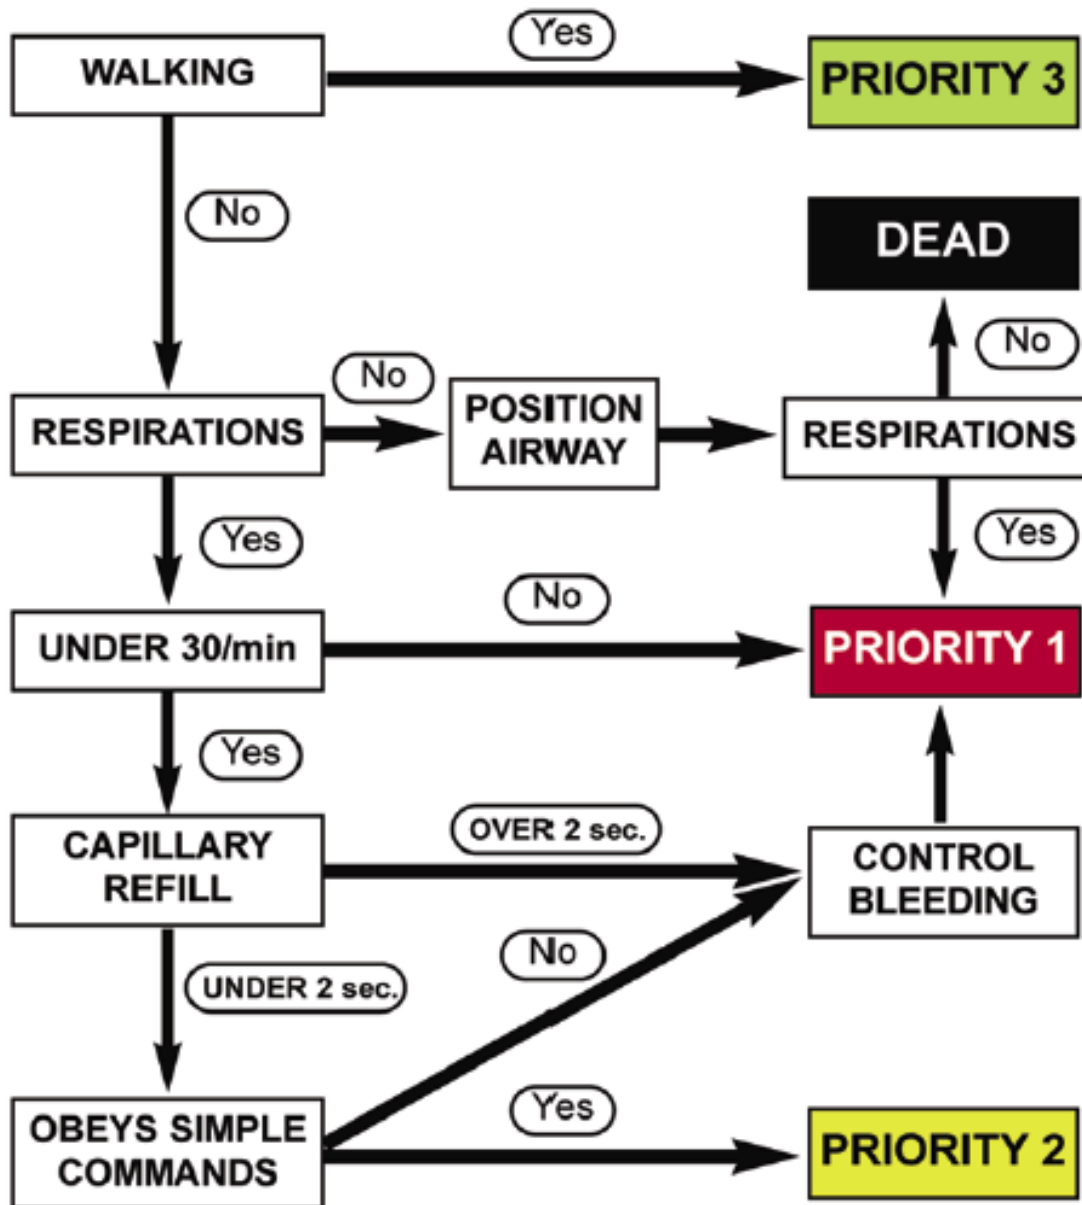 WALKING
Yes
PRIORITY 3
No
DEAD
No
RESPIRATIONS
No
POSITION
AIRWAY
RESPIRATIONS
Yes
Yes
UNDER 30/min
No
PRIORITY 1
Yes
CAPILLARY
REFILL
OVER 2 sec.
CONTROL
BLEEDING
UNDER 2 sec.
No
OBEYS SIMPLE
COMMANDS
Yes
PRIORITY 2